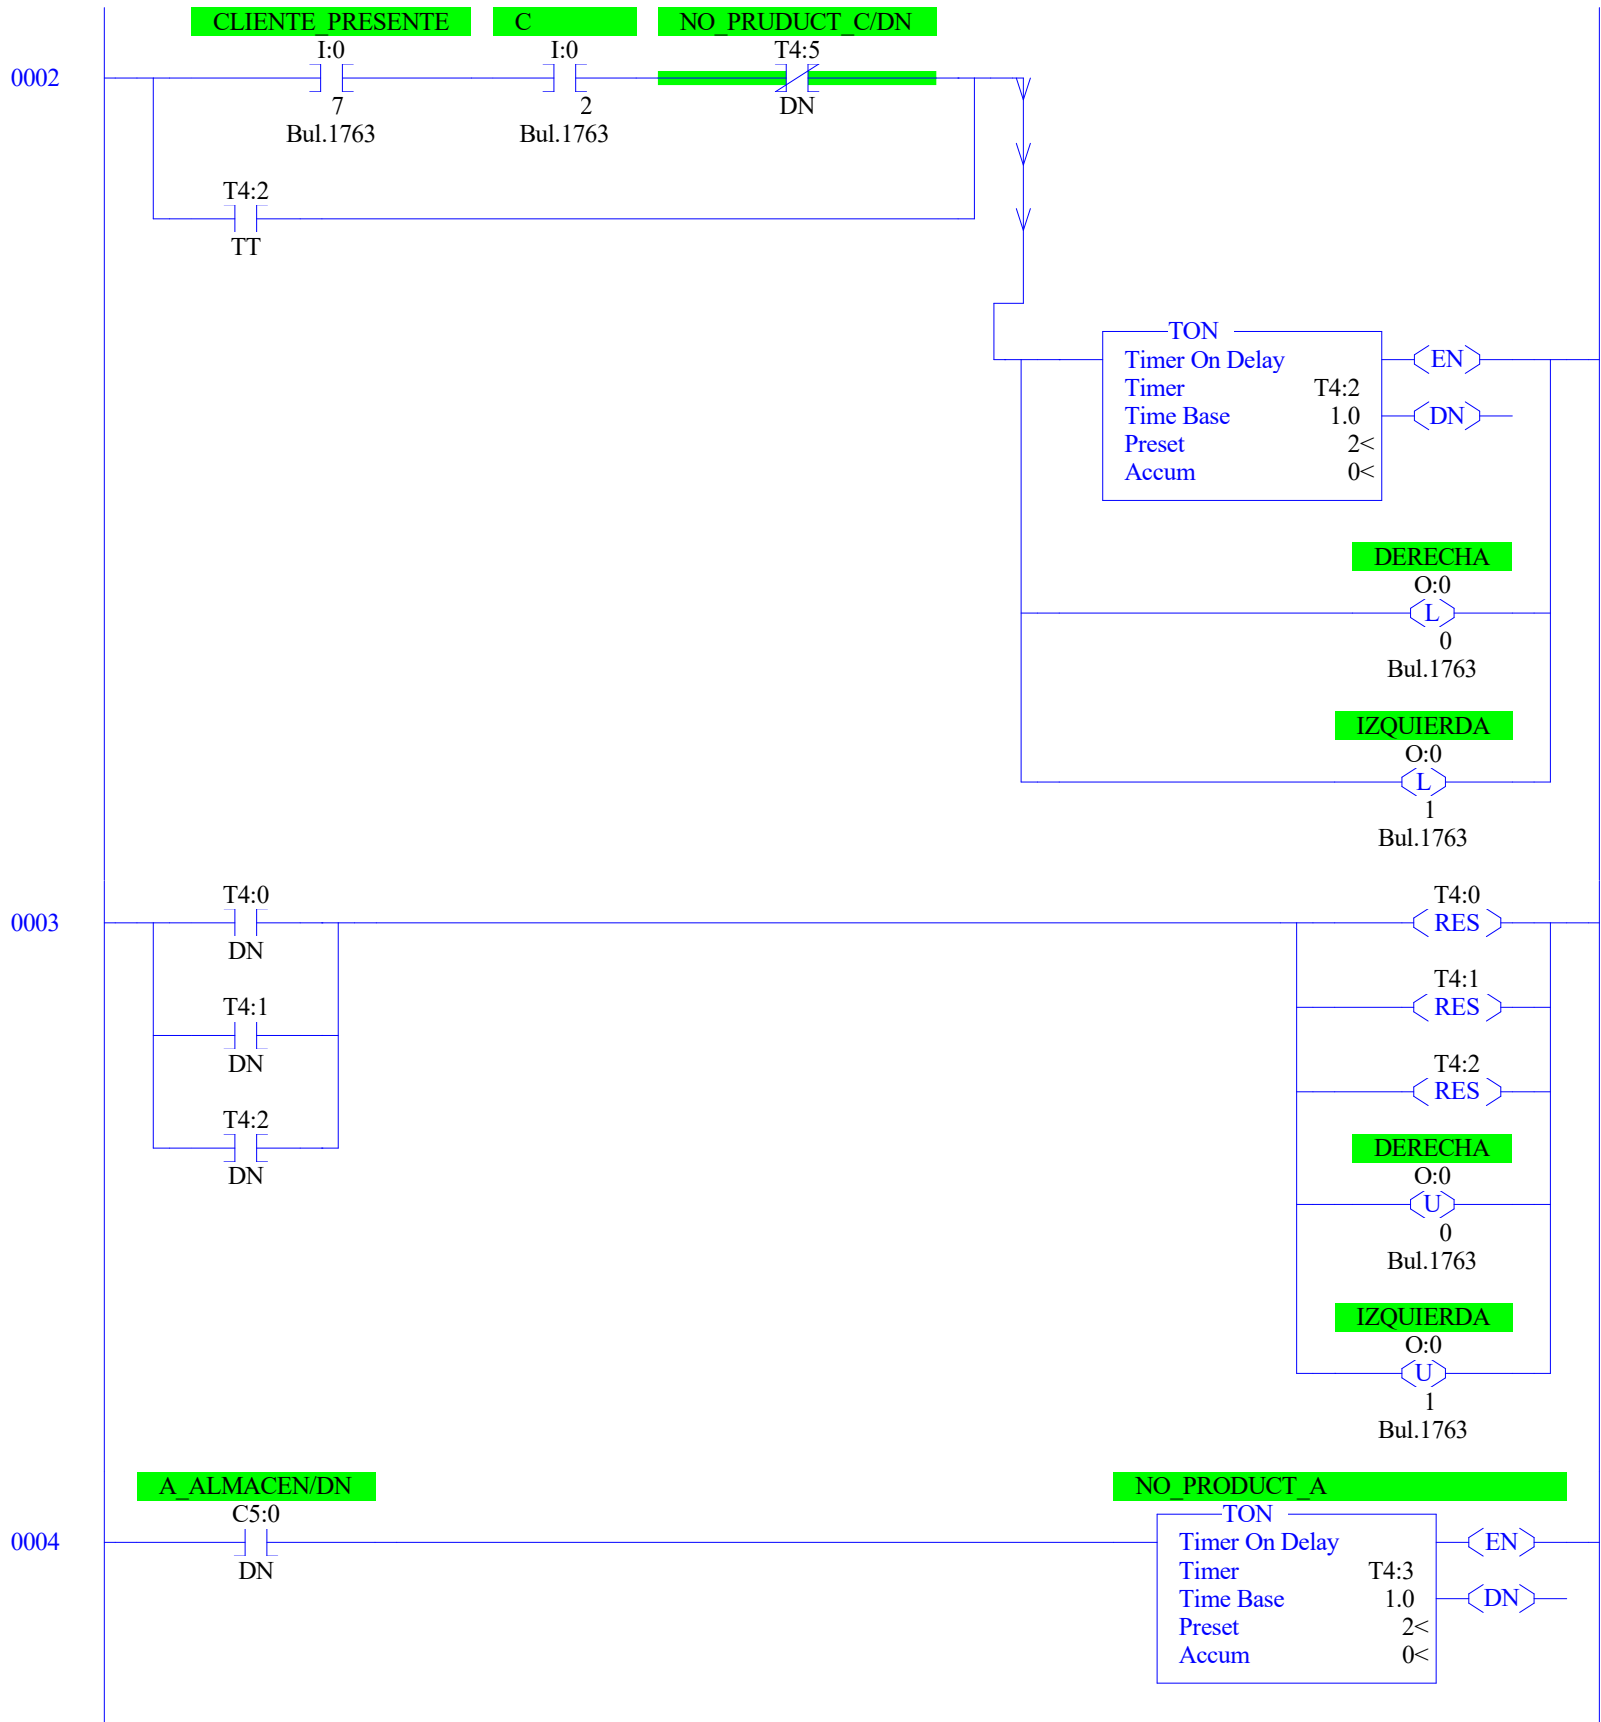 CLIENTE_PRESENTE C NO_PRUDUCT_C/DN
I:0 I:0 T4:5
0002
7 2 DN
Bul.1763 Bul.1763
T4:2
TT
TON
Timer On Delay
Timer T4:2
Time Base 1.0
Preset 2<
Accum 0<
EN
DN
DERECHA
O:0
L
0
Bul.1763
IZQUIERDA
O:0
L
1
Bul.1763
0003
T4:0
DN
T4:1
DN
T4:2
DN
T4:0
RES
T4:1
RES
T4:2
RES
DERECHA
O:0
U
0
Bul.1763
IZQUIERDA
O:0
U
1
Bul.1763
0004
A_ALMACEN/DN
C5:0
DN
NO_PRODUCT_A
TON
Timer On Delay
Timer T4:3
Time Base 1.0
Preset 2<
Accum 0<
EN
DN